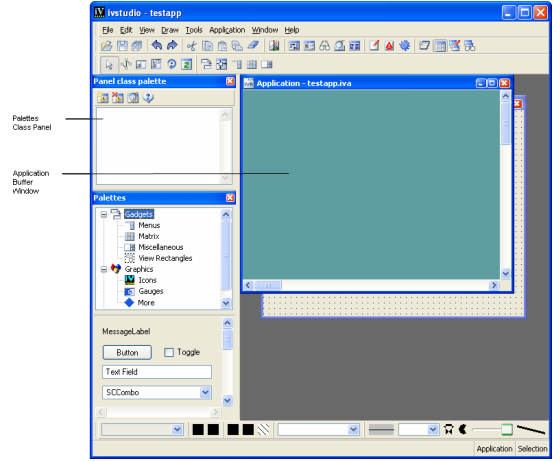 ivstudio - testapp
File Edit View Draw Tools Application Window Help
Panel class palette
Application - testapp.iva
Palettes
Class Panel
Application
Buffer
Window
Palettes
Gadgets
Menus
Matrix
Miscellaneous
View Rectangles
Graphics
Icons
Gauges
More
MessageLabel
Button
Toggle
Text Field
SCCombo
Application
Selection